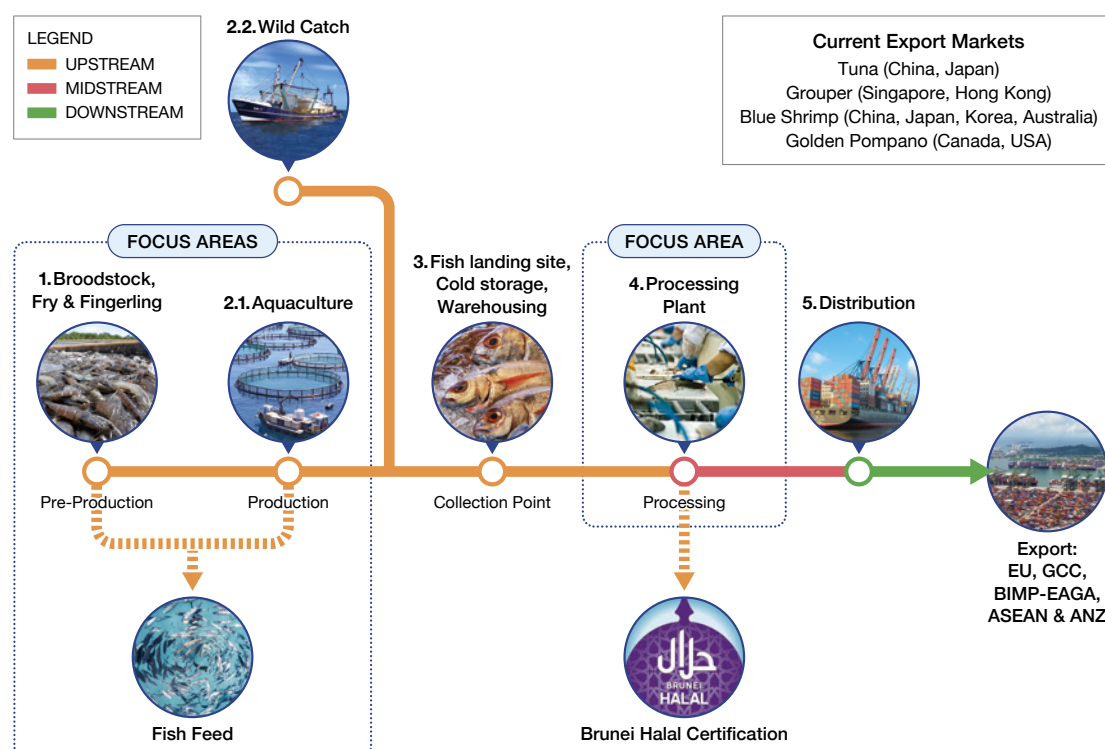 LEGEND
UPSTREAM
MIDSTREAM
DOWNSTREAM
2.2. Wild Catch
Current Export Markets
Tuna (China, Japan)
Grouper (Singapore, Hong Kong)
Blue Shrimp (China, Japan, Korea, Australia)
Golden Pompano (Canada, USA)
FOCUS AREAS
1. Broodstock,
Fry & Fingerling
2.1. Aquaculture
3. Fish landing site,
Cold storage,
Warehousing
FOCUS AREA
4. Processing
Plant
5. Distribution
Pre-Production
Production
Collection Point
Processing
Export:
EU, GCC,
BIMP-EAGA,
ASEAN & ANZ
Fish Feed
حلال
BRUNEI
HALAL
Brunei Halal Certification